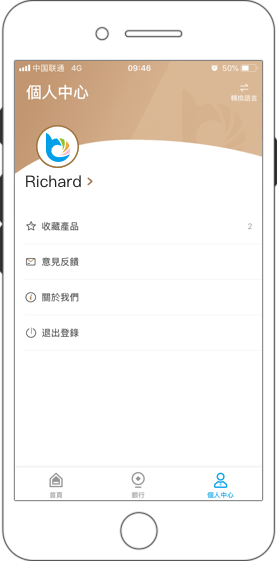 中国联通 4G 09:46 50%
個人中心
轉換語言
Richard
收藏產品 2
意見反饋
關於我們
退出登錄
首頁 銀行 個人中心